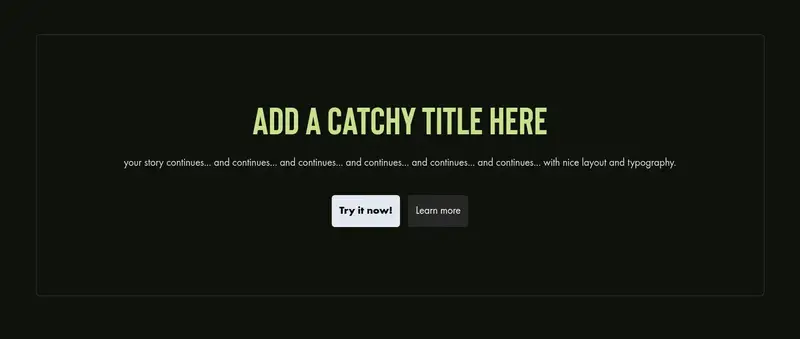 ADD A CATCHY TITLE HERE
your story continues... and continues... and continues... and continues... and continues... and continues... with nice layout and typography.
Try it now!
Learn more